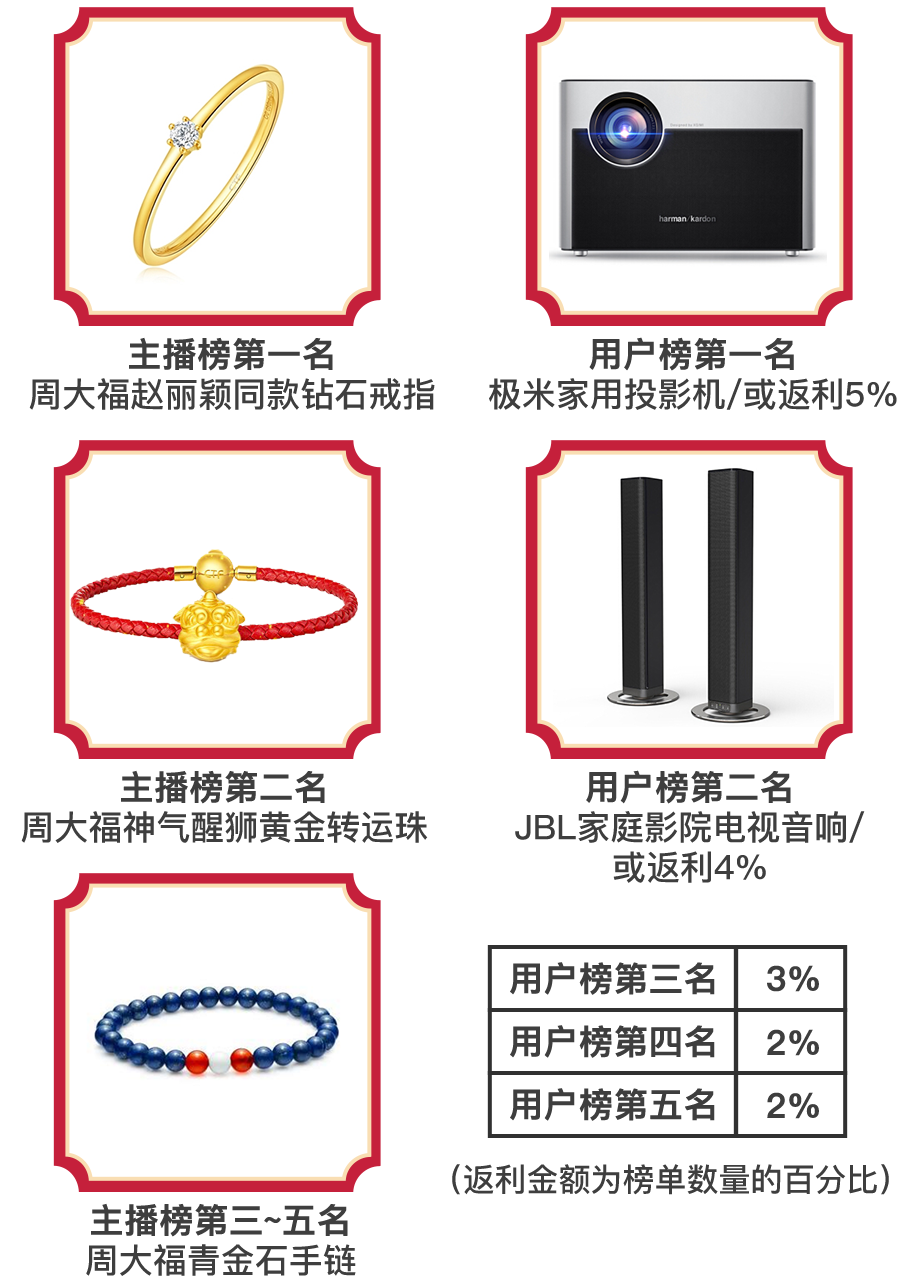 harman/kardon
主播榜第一名
周大福赵丽颖同款钻石戒指
用户榜第一名
极米家用投影机/或返利5%
CTF
主播榜第二名
周大福神气醒狮黄金转运珠
用户榜第二名
JBL家庭影院电视音响/
或返利4%
主播榜第三~五名
周大福青金石手链
用户榜第三名 3%
用户榜第四名 2%
用户榜第五名 2%
(返利金额为榜单数量的百分比)